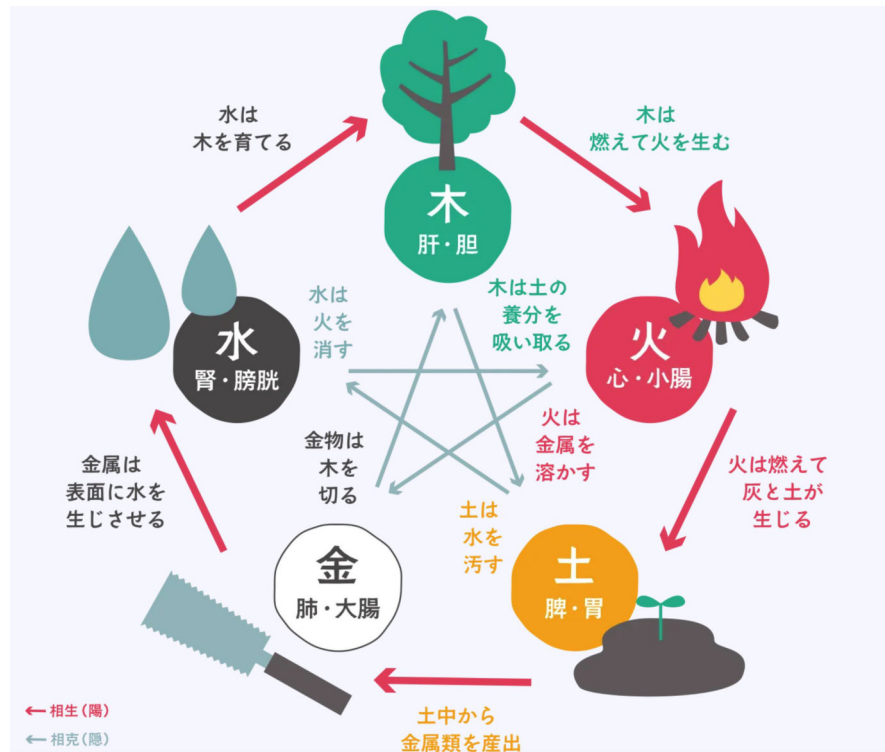 水は
木を育てる
木は
燃えて火を生む
木
肝・胆
水は
火を
消す
木は土の
養分を
吸い取る
水
腎・膀胱
火
心・小腸
金物は
木を
切る
火は
金属を
溶かす
金属は
表面に水を
生じさせる
火は燃えて
灰と土が
生じる
土は
水を
汚す
金
肺・大腸
土
脾・胃
土中から
金属類を産出
相生(陽)
相克(隠)